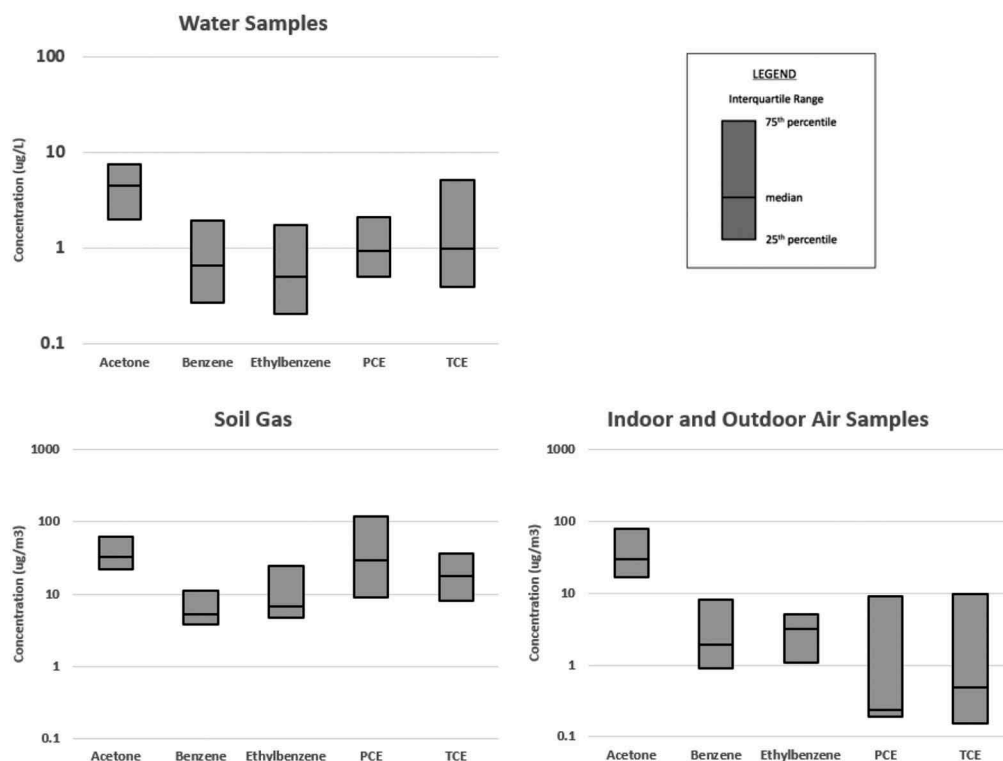 Water Samples
Concentration (ug/L)
100
10
1
0.1
Acetone Benzene Ethylbenzene PCE TCE
LEGEND
Interquartile Range
75th percentile
median
25th percentile
Soil Gas
Concentration (ug/m3)
1000
100
10
1
0.1
Acetone Benzene Ethylbenzene PCE TCE
Indoor and Outdoor Air Samples
Concentration (ug/m3)
1000
100
10
1
0.1
Acetone Benzene Ethylbenzene PCE TCE